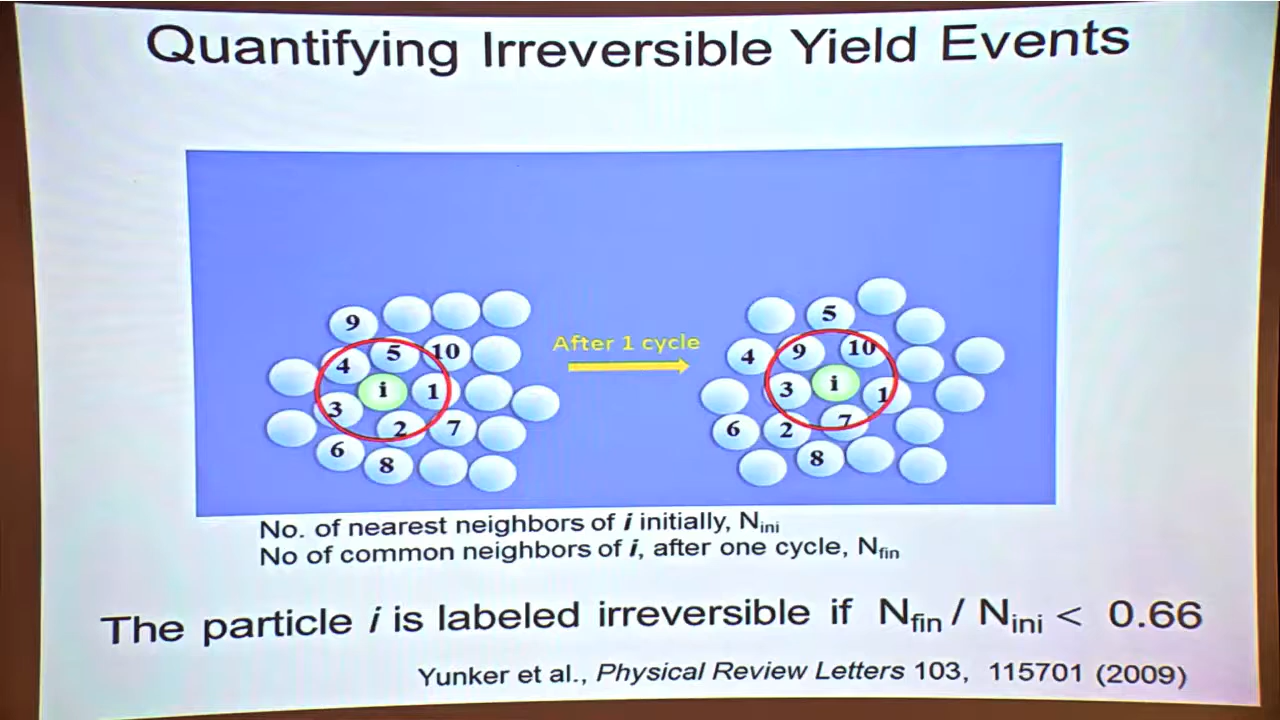 Quantifying Irreversible Yield Events
9
5
10
4
i
1
3
2
7
6
8
After 1 cycle
5
4
9
10
3
i
1
6
2
7
8
No. of nearest neighbors of i initially, Nini
No of common neighbors of i, after one cycle, Nfin
The particle i is labeled irreversible if Nfin / Nini < 0.66
Yunker et al., Physical Review Letters 103, 115701 (2009)